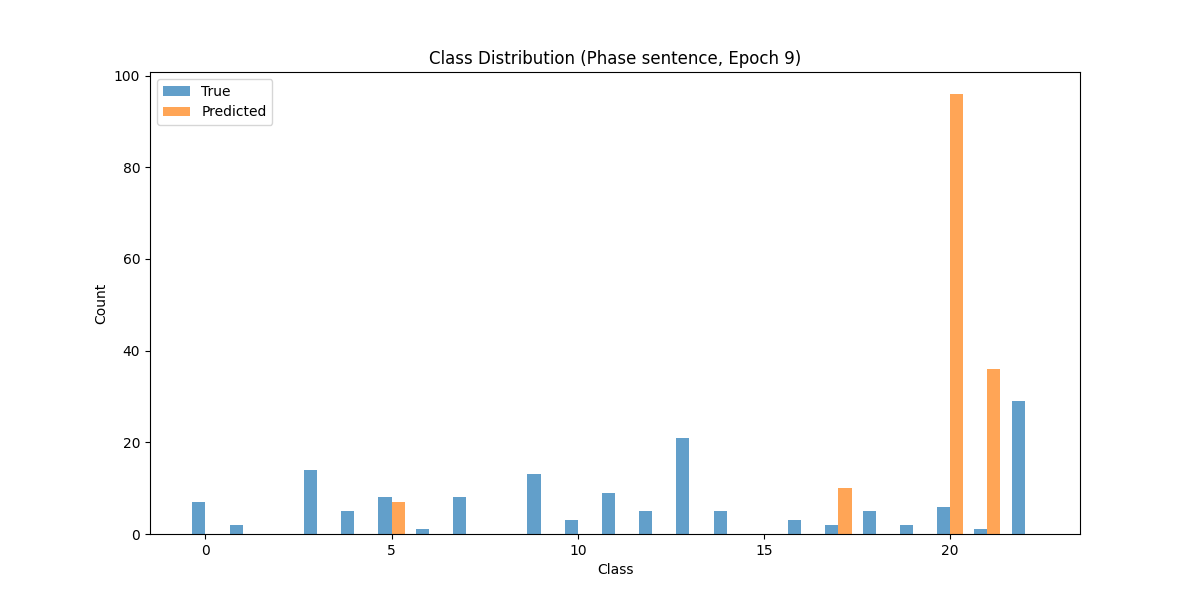 Class Distribution (Phase sentence, Epoch 9)
True
Predicted
100
80
60
40
20
0
Count
0 5 10 15 20
Class